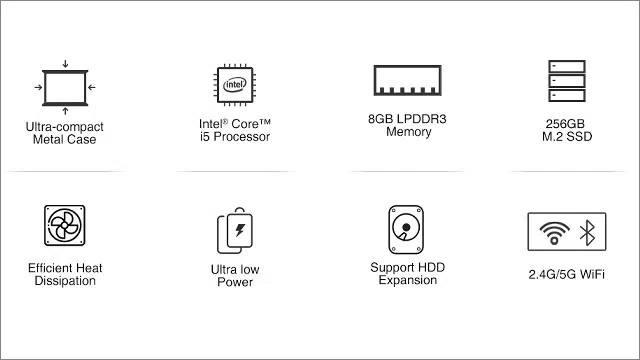 Ultra-compact
Metal Case
intel
Intel® Core™
i5 Processor
8GB LPDDR3
Memory
256GB
M.2 SSD
Efficient Heat
Dissipation
Ultra low
Power
Support HDD
Expansion
2.4G/5G WiFi